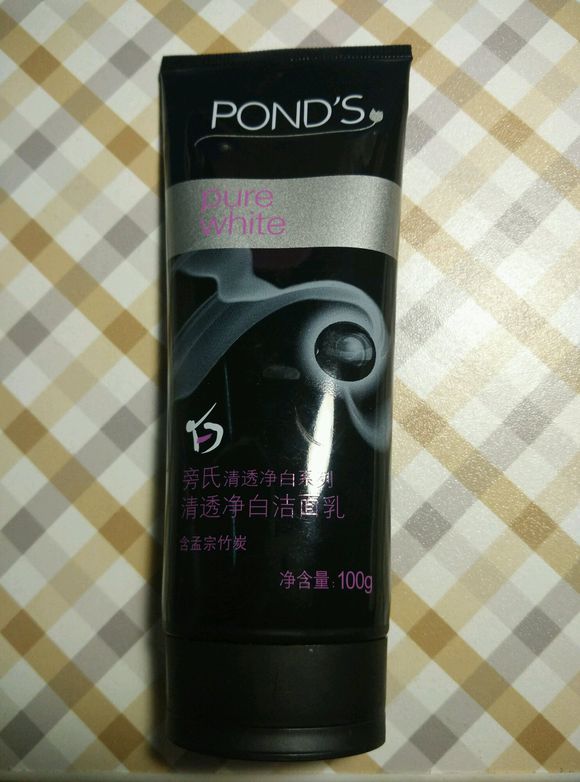 POND'S
pure
white
旁氏清透净白系列
清透净白洁面乳
含孟宗竹炭
净含量:100g